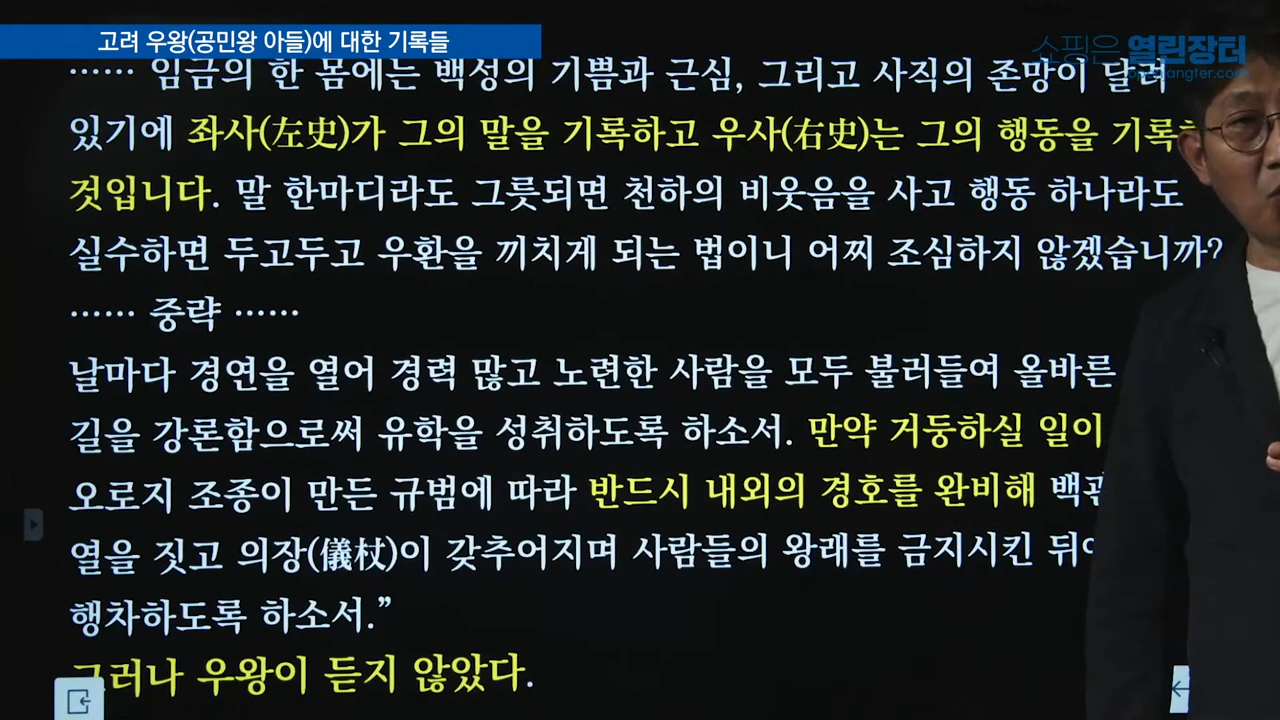 고려 우왕(공민왕 아들)에 대한 기록들
쇼핑은 열린장터
…… 임금의 한 몸에는 백성의 기쁨과 근심, 그리고 사직의 존망이 달려
있기에 좌사(左史)가 그의 말을 기록하고 우사(右史)는 그의 행동을 기록
것입니다. 말 한마디라도 그릇되면 천하의 비웃음을 사고 행동 하나라도
실수하면 두고두고 우환을 끼치게 되는 법이니 어찌 조심하지 않겠습니까?
…… 중략 ……
날마다 경연을 열어 경력 많고 노련한 사람을 모두 불러들여 올바른
길을 강론함으로써 유학을 성취하도록 하소서. 만약 거둥하실 일이
오로지 조종이 만든 규범에 따라 반드시 내외의 경호를 완비해 백관
열을 짓고 의장(儀杖)이 갖추어지며 사람들의 왕래를 금지시킨 뒤에
행차하도록 하소서.”
그러나 우왕이 듣지 않았다.